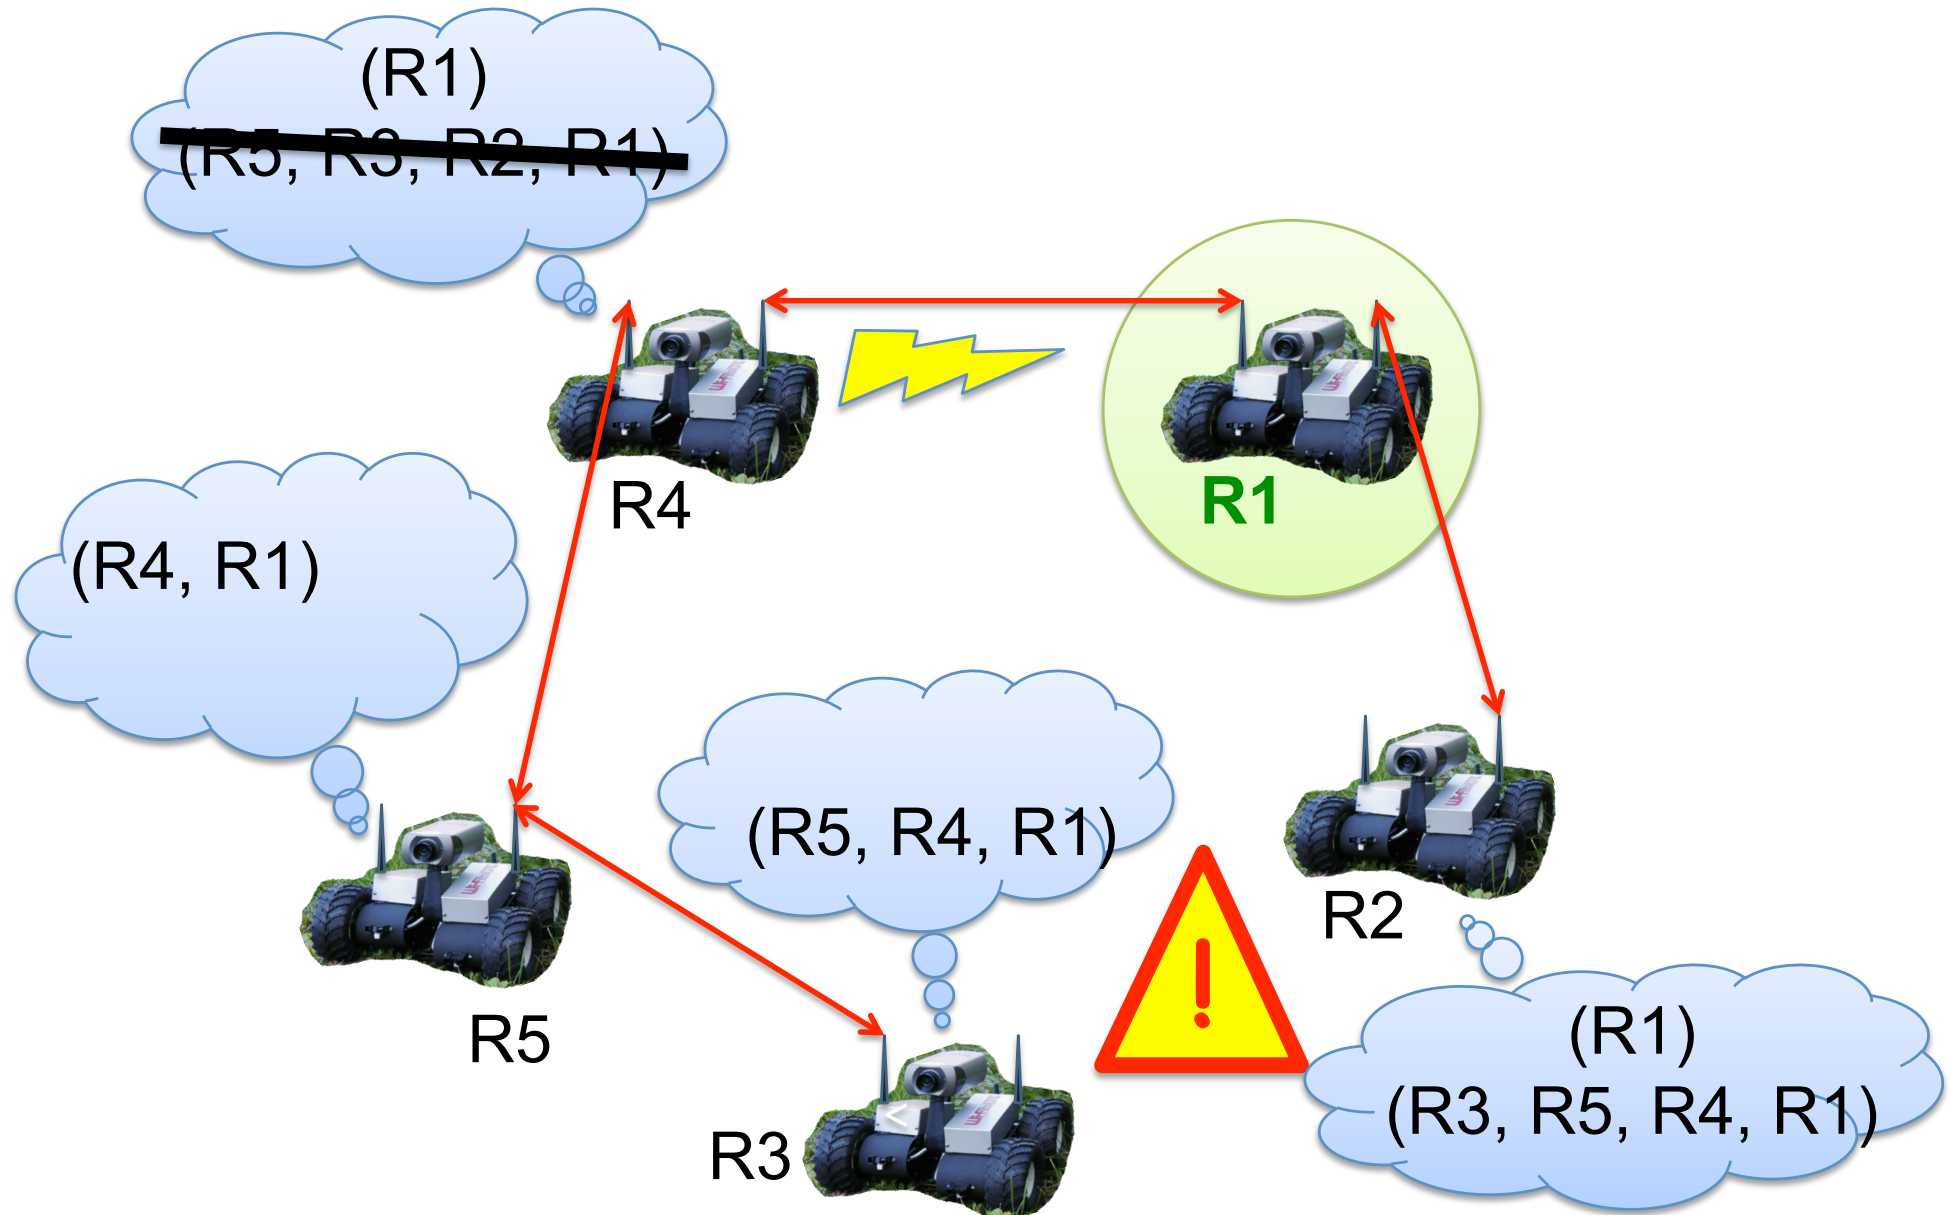 (R1)
(R5, R3, R2, R1)
R4
R1
(R4, R1)
(R5, R4, R1)
R2
R5
(R1)
(R3, R5, R4, R1)
R3